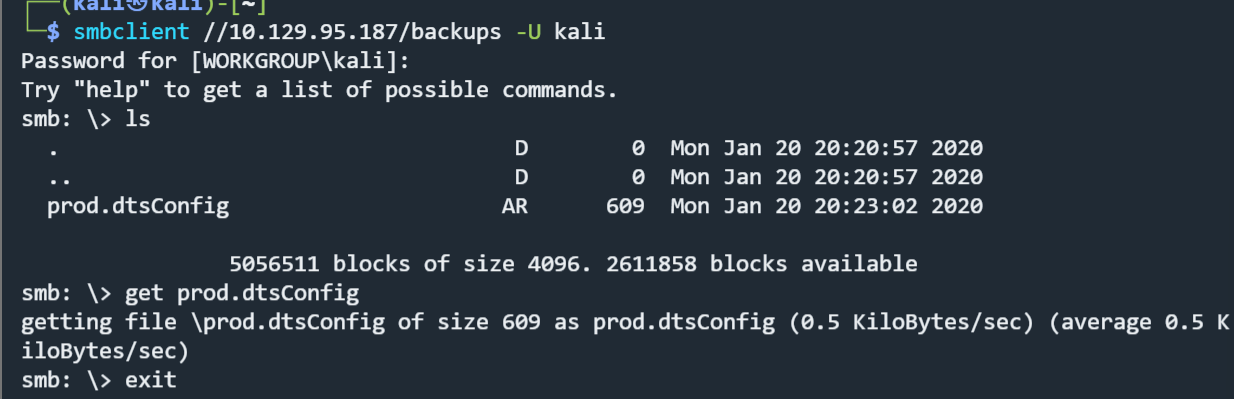 ┌──(kali㉿kali)-[~]
└─$ smbclient //10.129.95.187/backups -U kali
Password for [WORKGROUP\kali]:
Try "help" to get a list of possible commands.
smb: \> ls
  .                                   D        0  Mon Jan 20 20:20:57 2020
  ..                                  D        0  Mon Jan 20 20:20:57 2020
  prod.dtsConfig                     AR      609  Mon Jan 20 20:23:02 2020

                5056511 blocks of size 4096. 2611858 blocks available
smb: \> get prod.dtsConfig
getting file \prod.dtsConfig of size 609 as prod.dtsConfig (0.5 KiloBytes/sec) (average 0.5 K
iloBytes/sec)
smb: \> exit